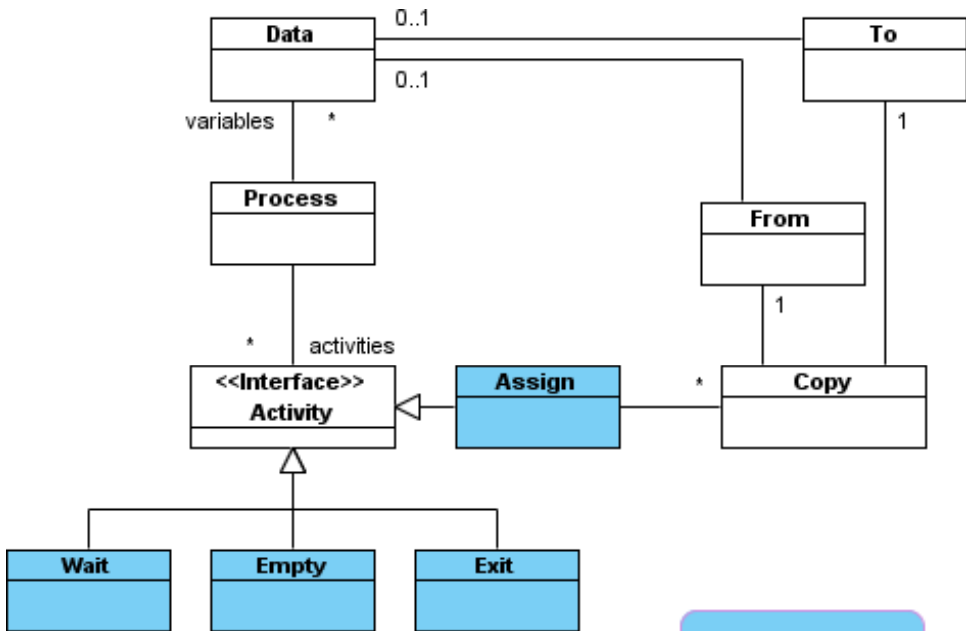 0..1
Data
To
0..1
variables
*
1
Process
From
1
*
activities
<<Interface>>
Activity
Assign
*
Copy
Wait
Empty
Exit